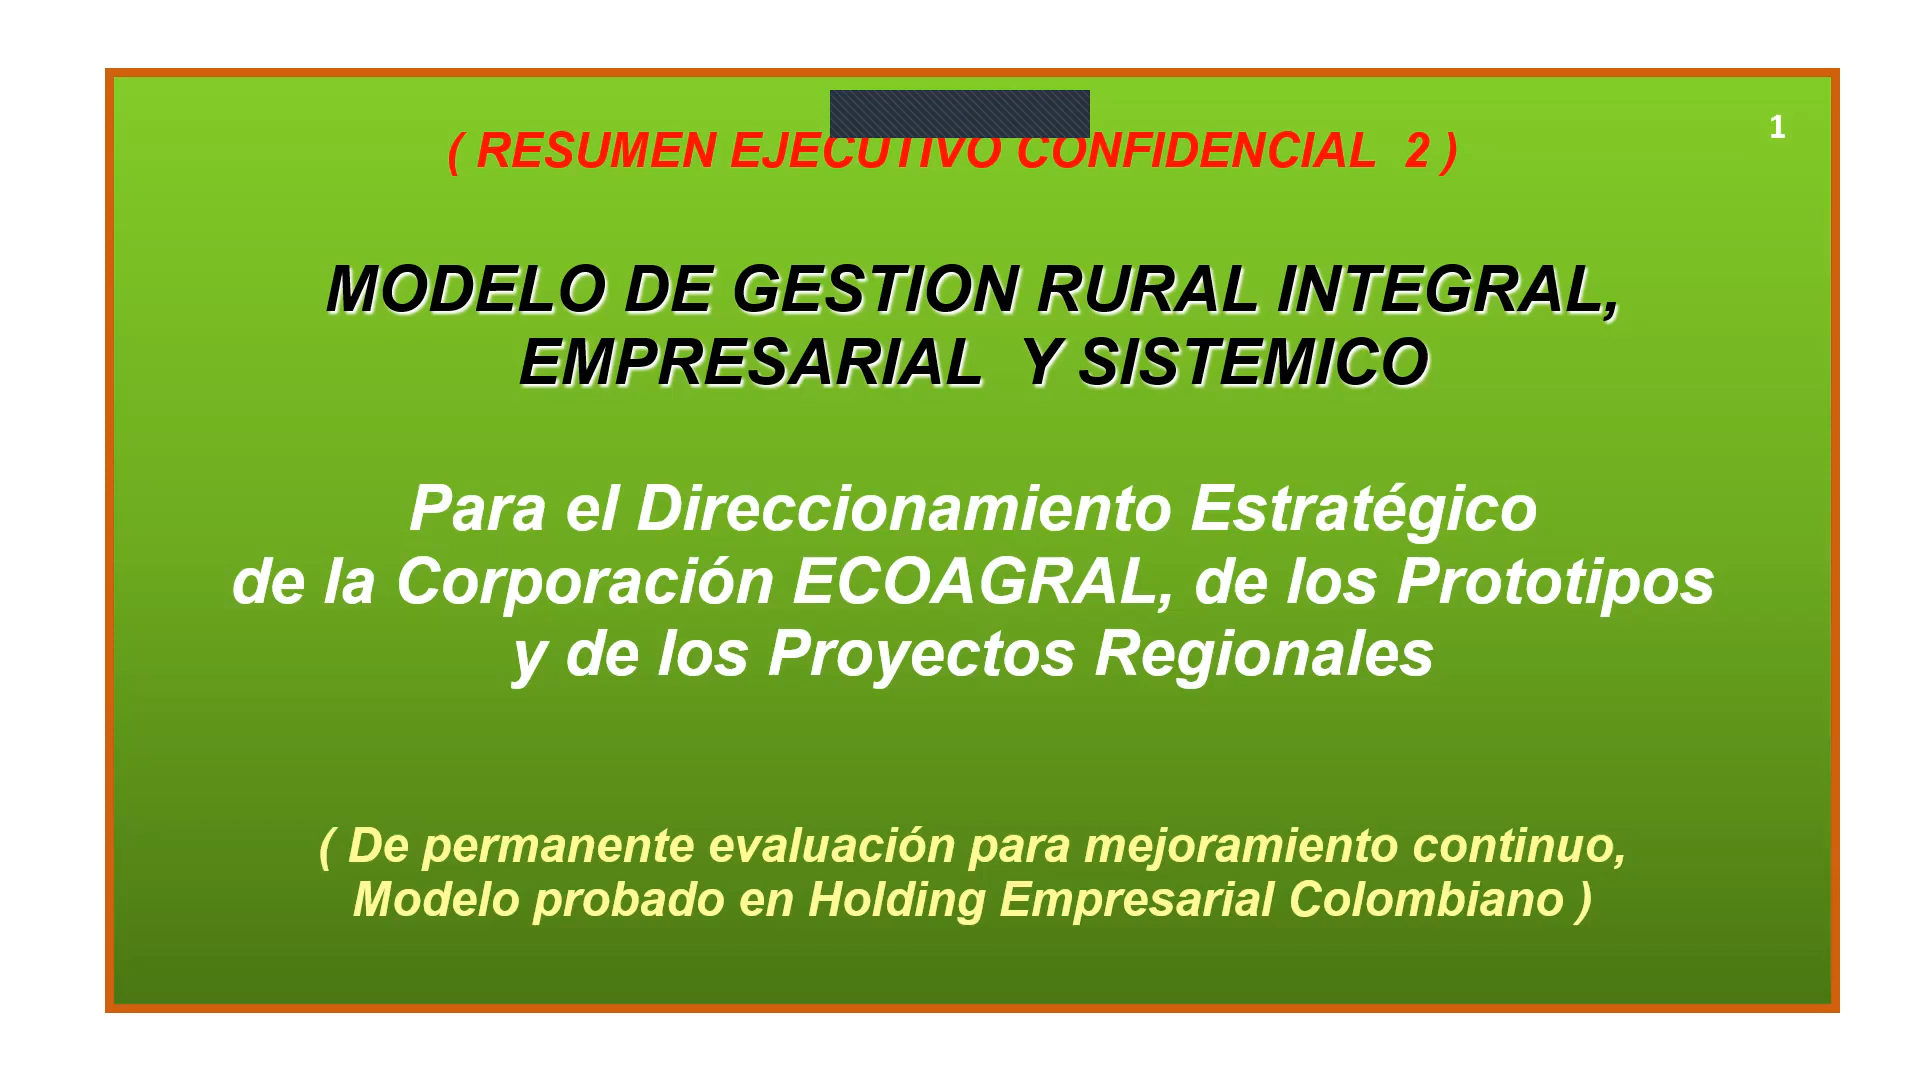 1
( RESUMEN EJECUTIVO CONFIDENCIAL 2 )
MODELO DE GESTION RURAL INTEGRAL,
EMPRESARIAL Y SISTEMICO
Para el Direccionamiento Estratégico
de la Corporación ECOAGRAL, de los Prototipos
y de los Proyectos Regionales
( De permanente evaluación para mejoramiento continuo,
Modelo probado en Holding Empresarial Colombiano )